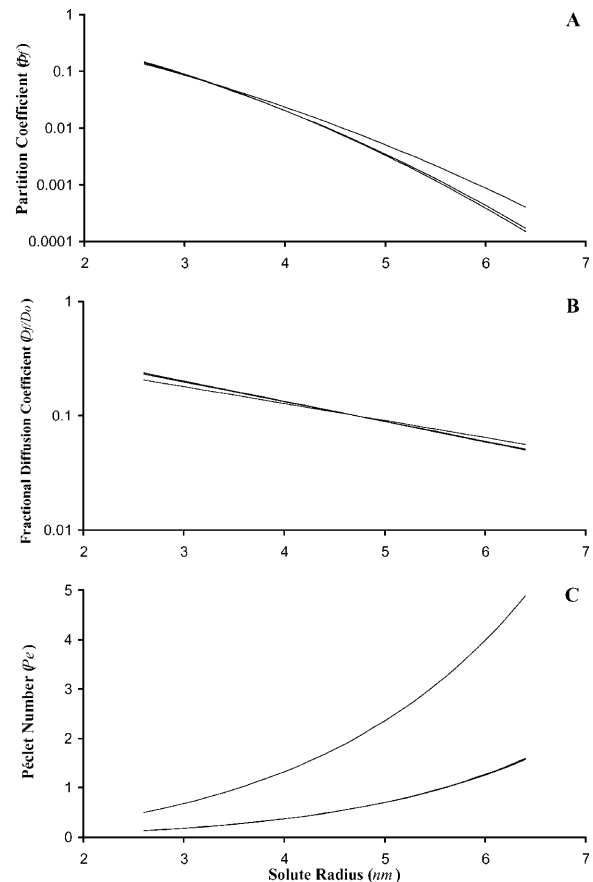 A
Partition Coefficient (Φf)
1
0.1
0.01
0.001
0.0001
2 3 4 5 6 7
B
Fractional Diffusion Coefficient (Df/Do)
1
0.1
0.01
2 3 4 5 6 7
C
Péclet Number (Pe)
5
4
3
2
1
0
2 3 4 5 6 7
Solute Radius (nm)